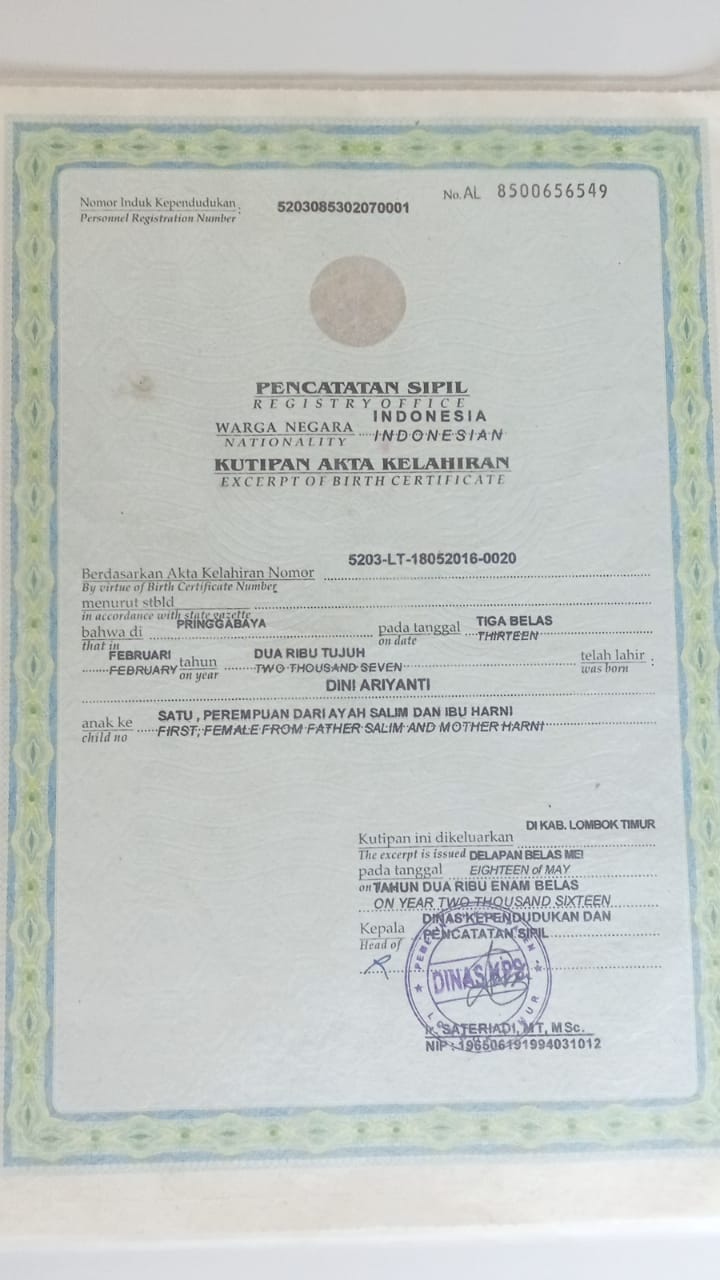 Nomor Induk Kependudukan : 5203085302070001
Personnel Registration Number
No. AL 8500656549
PENCATATAN SIPIL
REGISTRY OFFICE
WARGA NEGARA INDONESIA
NATIONALITY INDONESIAN
KUTIPAN AKTA KELAHIRAN
EXCERPT OF BIRTH CERTIFICATE
Berdasarkan Akta Kelahiran Nomor 5203-LT-18052016-0020
By virtue of Birth Certificate Number
menurut stbld
in accordance with state gazette
bahwa di PRINGGABAYA pada tanggal TIGA BELAS
that in on date THIRTEEN
FEBRUARI tahun DUA RIBU TUJUH telah lahir :
FEBRUARY on year TWO THOUSAND SEVEN was born
DINI ARIYANTI
anak ke SATU , PEREMPUAN DARI AYAH SALIM DAN IBU HARNI
child no FIRST, FEMALE FROM FATHER SALIM AND MOTHER HARNI
Kutipan ini dikeluarkan DI KAB. LOMBOK TIMUR
The excerpt is issued
pada tanggal DELAPAN BELAS MEI
on EIGHTEEN of MAY
TAHUN DUA RIBU ENAM BELAS
ON YEAR TWO THOUSAND SIXTEEN
Kepala DINAS KEPENDUDUKAN DAN
Head of PENCATATAN SIPIL
DINAS KPS
Ir. SATERIADI, MT, MSc.
NIP : 196506191994031012